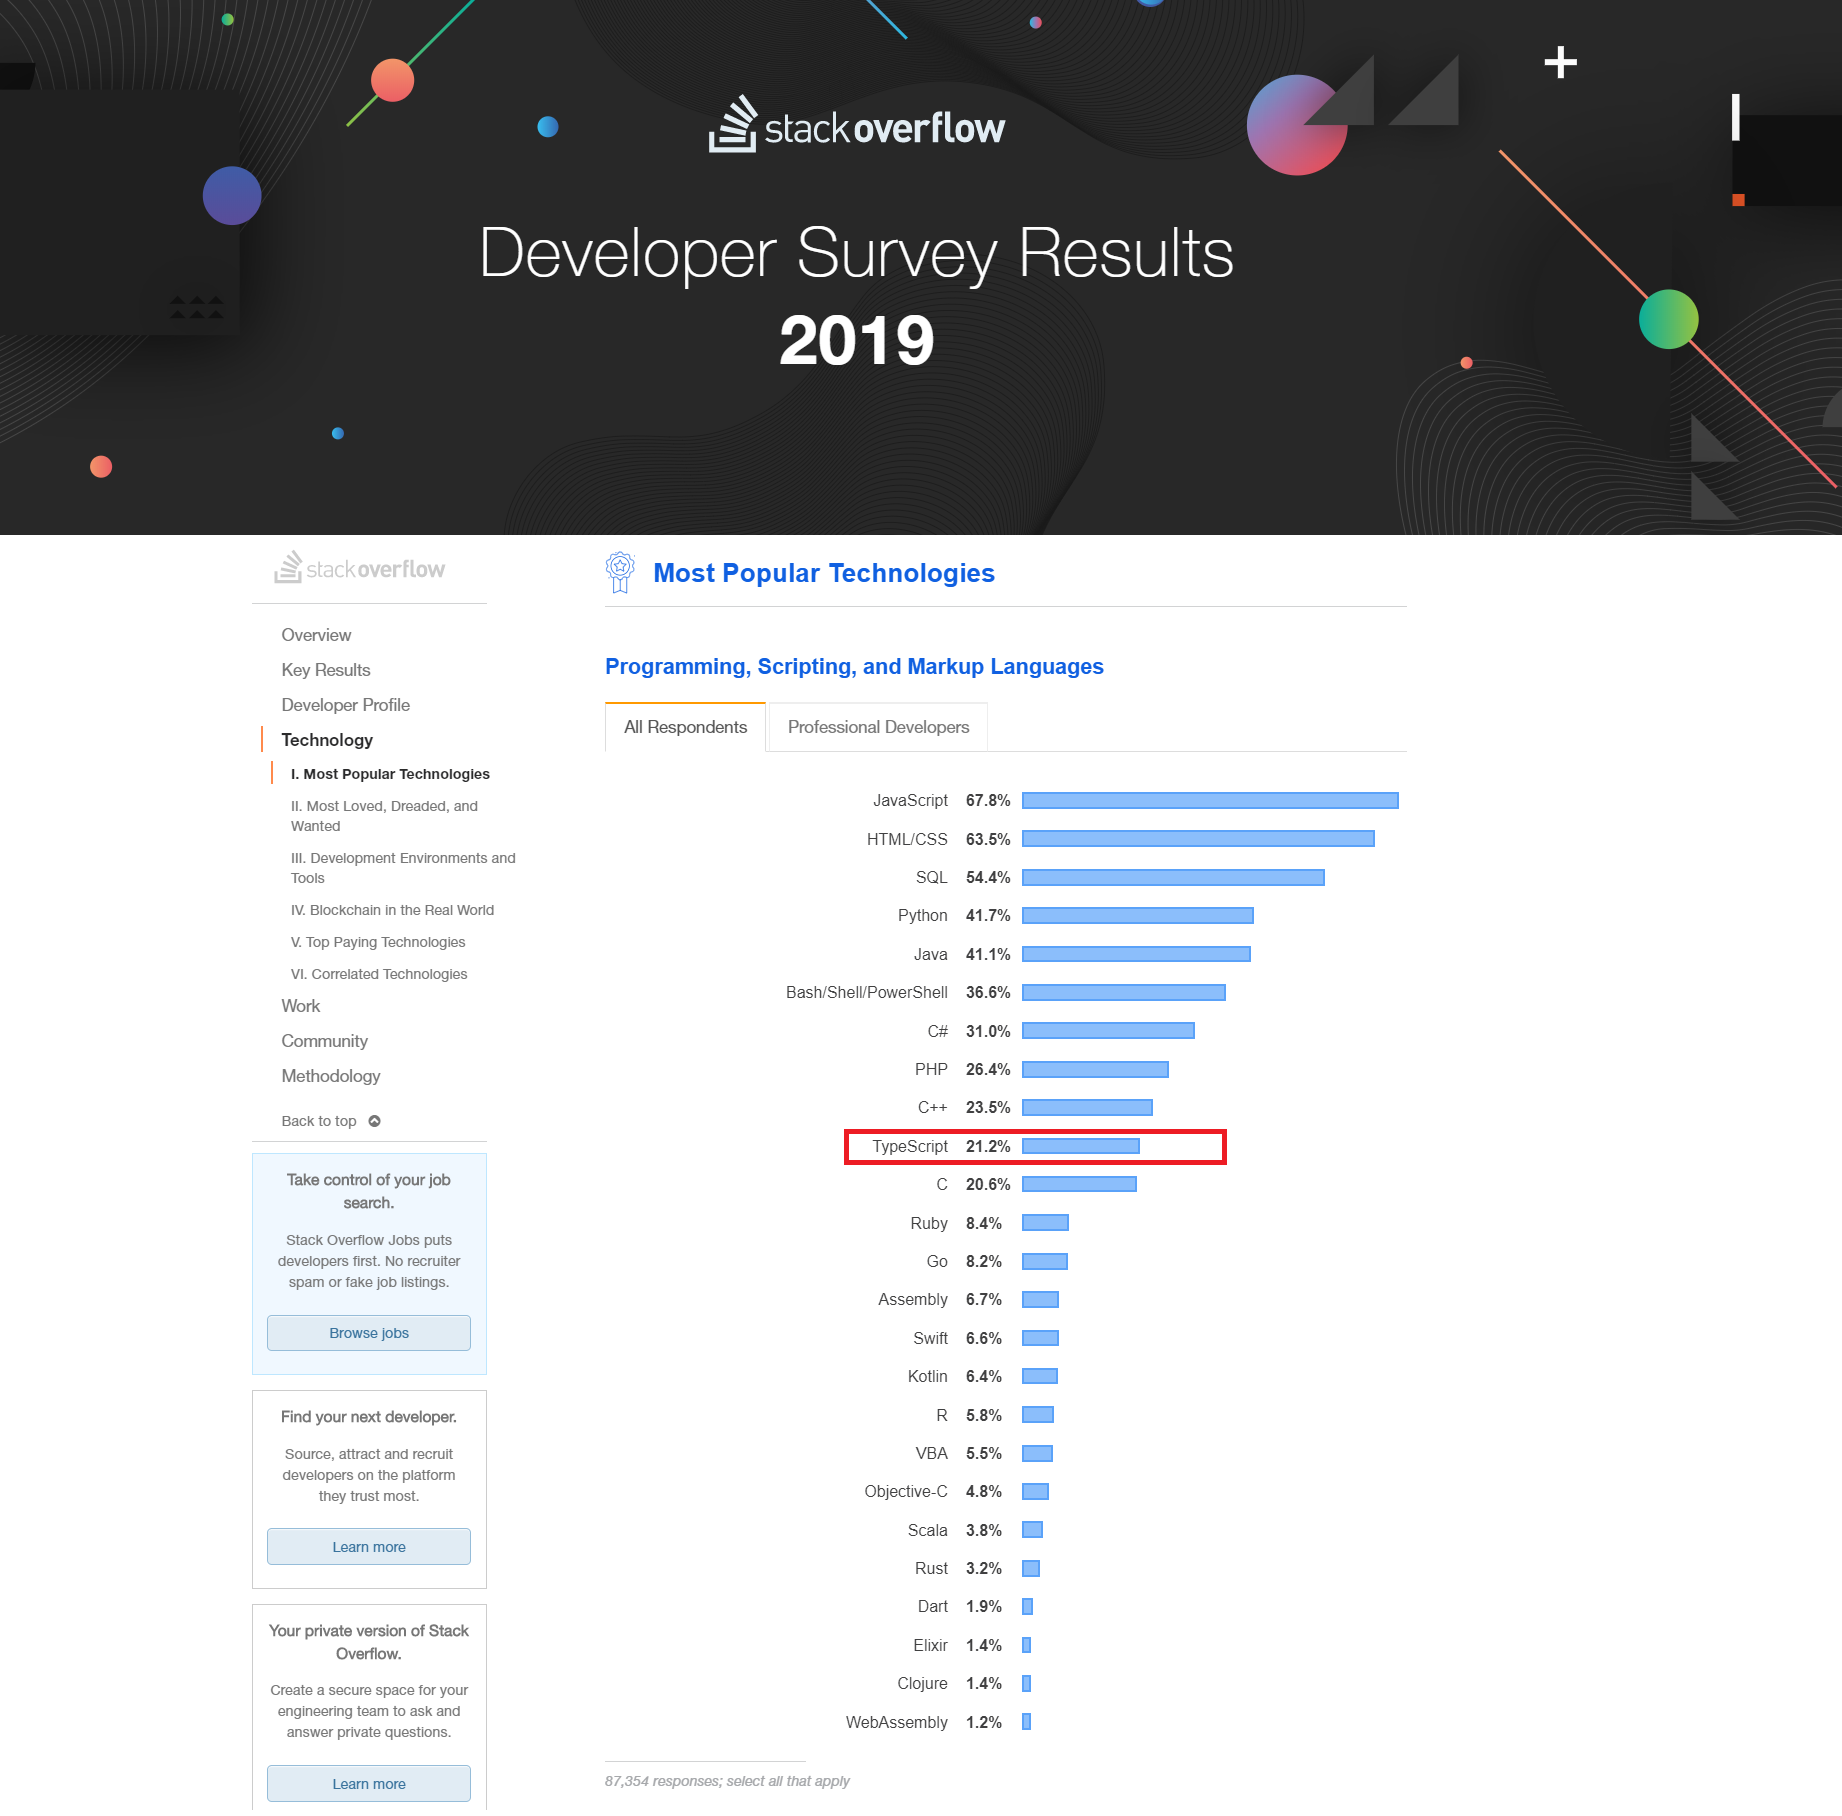 stackoverflow
Developer Survey Results
2019
stackoverflow
Overview
Key Results
Developer Profile
Technology
I. Most Popular Technologies
II. Most Loved, Dreaded, and
Wanted
III. Development Environments and
Tools
IV. Blockchain in the Real World
V. Top Paying Technologies
VI. Correlated Technologies
Work
Community
Methodology
Back to top
Take control of your job
search.
Stack Overflow Jobs puts
developers first. No recruiter
spam or fake job listings.
Browse jobs
Find your next developer.
Source, attract and recruit
developers on the platform
they trust most.
Learn more
Your private version of Stack
Overflow.
Create a secure space for your
engineering team to ask and
answer private questions.
Learn more
Most Popular Technologies
Programming, Scripting, and Markup Languages
All Respondents Professional Developers
JavaScript 67.8%
HTML/CSS 63.5%
SQL 54.4%
Python 41.7%
Java 41.1%
Bash/Shell/PowerShell 36.6%
C# 31.0%
PHP 26.4%
C++ 23.5%
TypeScript 21.2%
C 20.6%
Ruby 8.4%
Go 8.2%
Assembly 6.7%
Swift 6.6%
Kotlin 6.4%
R 5.8%
VBA 5.5%
Objective-C 4.8%
Scala 3.8%
Rust 3.2%
Dart 1.9%
Elixir 1.4%
Clojure 1.4%
WebAssembly 1.2%
87,354 responses; select all that apply